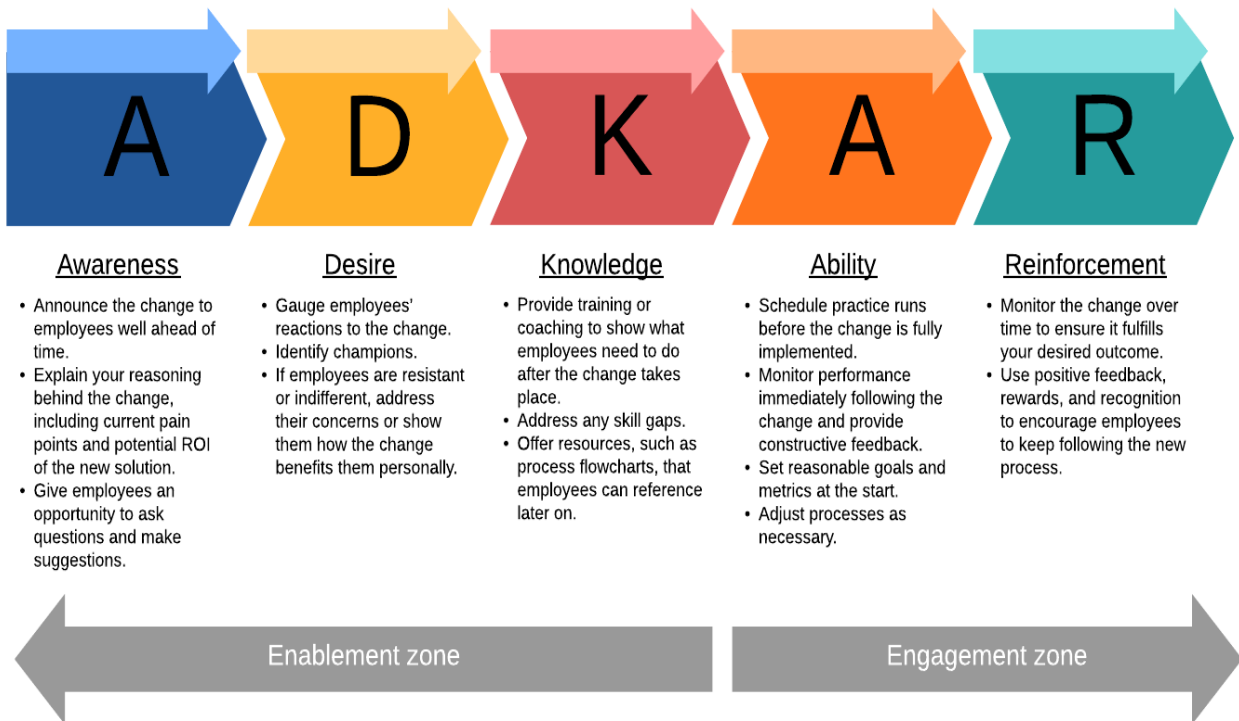 A
D
K
A
R
Awareness
• Announce the change to
employees well ahead of
time.
• Explain your reasoning
behind the change,
including current pain
points and potential ROI
of the new solution.
• Give employees an
opportunity to ask
questions and make
suggestions.
Desire
• Gauge employees'
reactions to the change.
• Identify champions.
• If employees are resistant
or indifferent, address
their concerns or show
them how the change
benefits them personally.
Knowledge
• Provide training or
coaching to show what
employees need to do
after the change takes
place.
• Address any skill gaps.
• Offer resources, such as
process flowcharts, that
employees can reference
later on.
Ability
• Schedule practice runs
before the change is fully
implemented.
• Monitor performance
immediately following the
change and provide
constructive feedback.
• Set reasonable goals and
metrics at the start.
• Adjust processes as
necessary.
Reinforcement
• Monitor the change over
time to ensure it fulfills
your desired outcome.
• Use positive feedback,
rewards, and recognition
to encourage employees
to keep following the new
process.
Enablement zone
Engagement zone